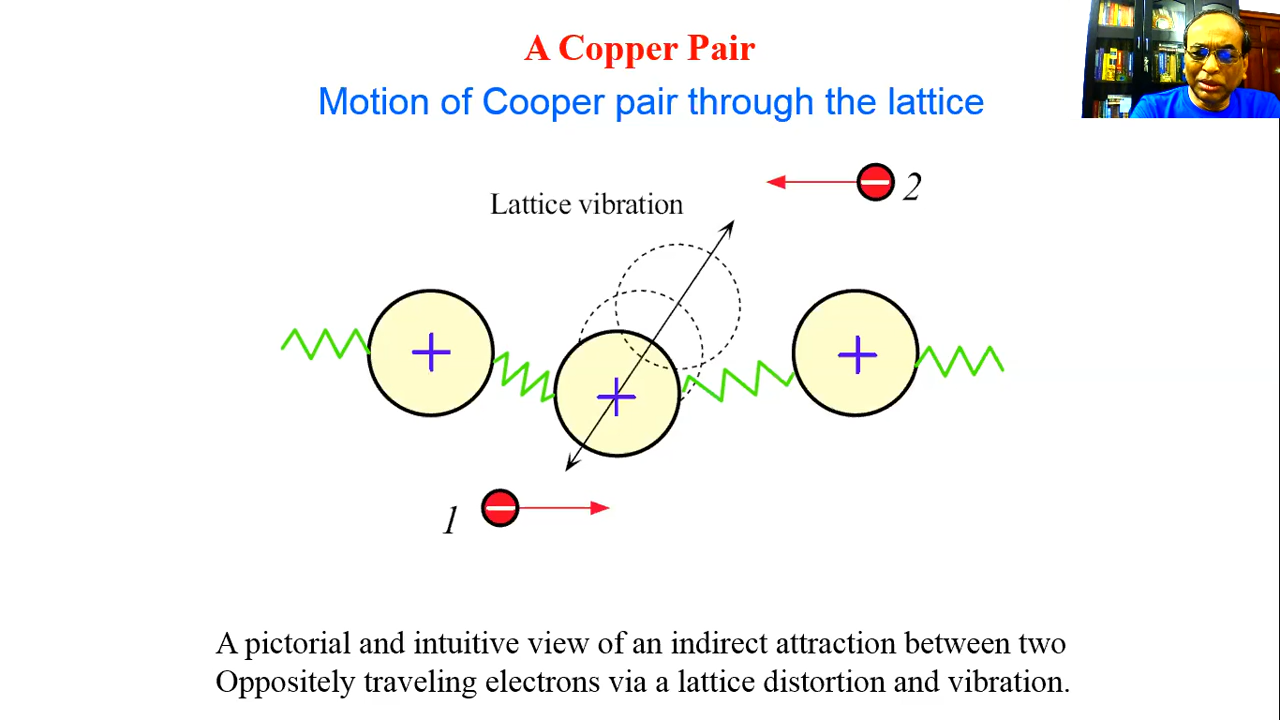 A Copper Pair
Motion of Cooper pair through the lattice
2
Lattice vibration
+
+
+
1
A pictorial and intuitive view of an indirect attraction between two
Oppositely traveling electrons via a lattice distortion and vibration.